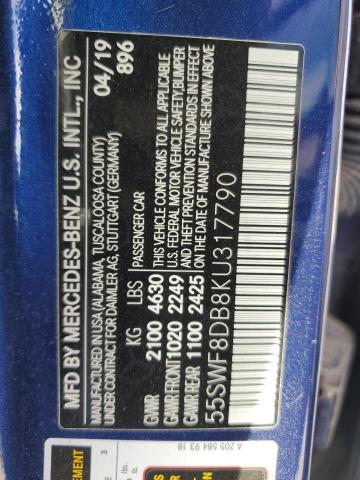 MFD BY MERCEDES-BENZ U.S. INTL., INC
MANUFACTURED IN USA (ALABAMA, TUSCALOOSA COUNTY)
UNDER CONTRACT FOR DAIMLER AG, STUTTGART (GERMANY)
04/19
896
PASSENGER CAR
KG LBS
GVWR 2100 4630
GAWR FRONT 1020 2249
GAWR REAR 1100 2425
THIS VEHICLE CONFORMS TO ALL APPLICABLE
U.S. FEDERAL MOTOR VEHICLE SAFETY/BUMPER
AND THEFT PREVENTION STANDARDS IN EFFECT
ON THE DATE OF MANUFACTURE SHOWN ABOVE
55SWF8DB8KU317790
A 205 584 93 18
3
lbs.